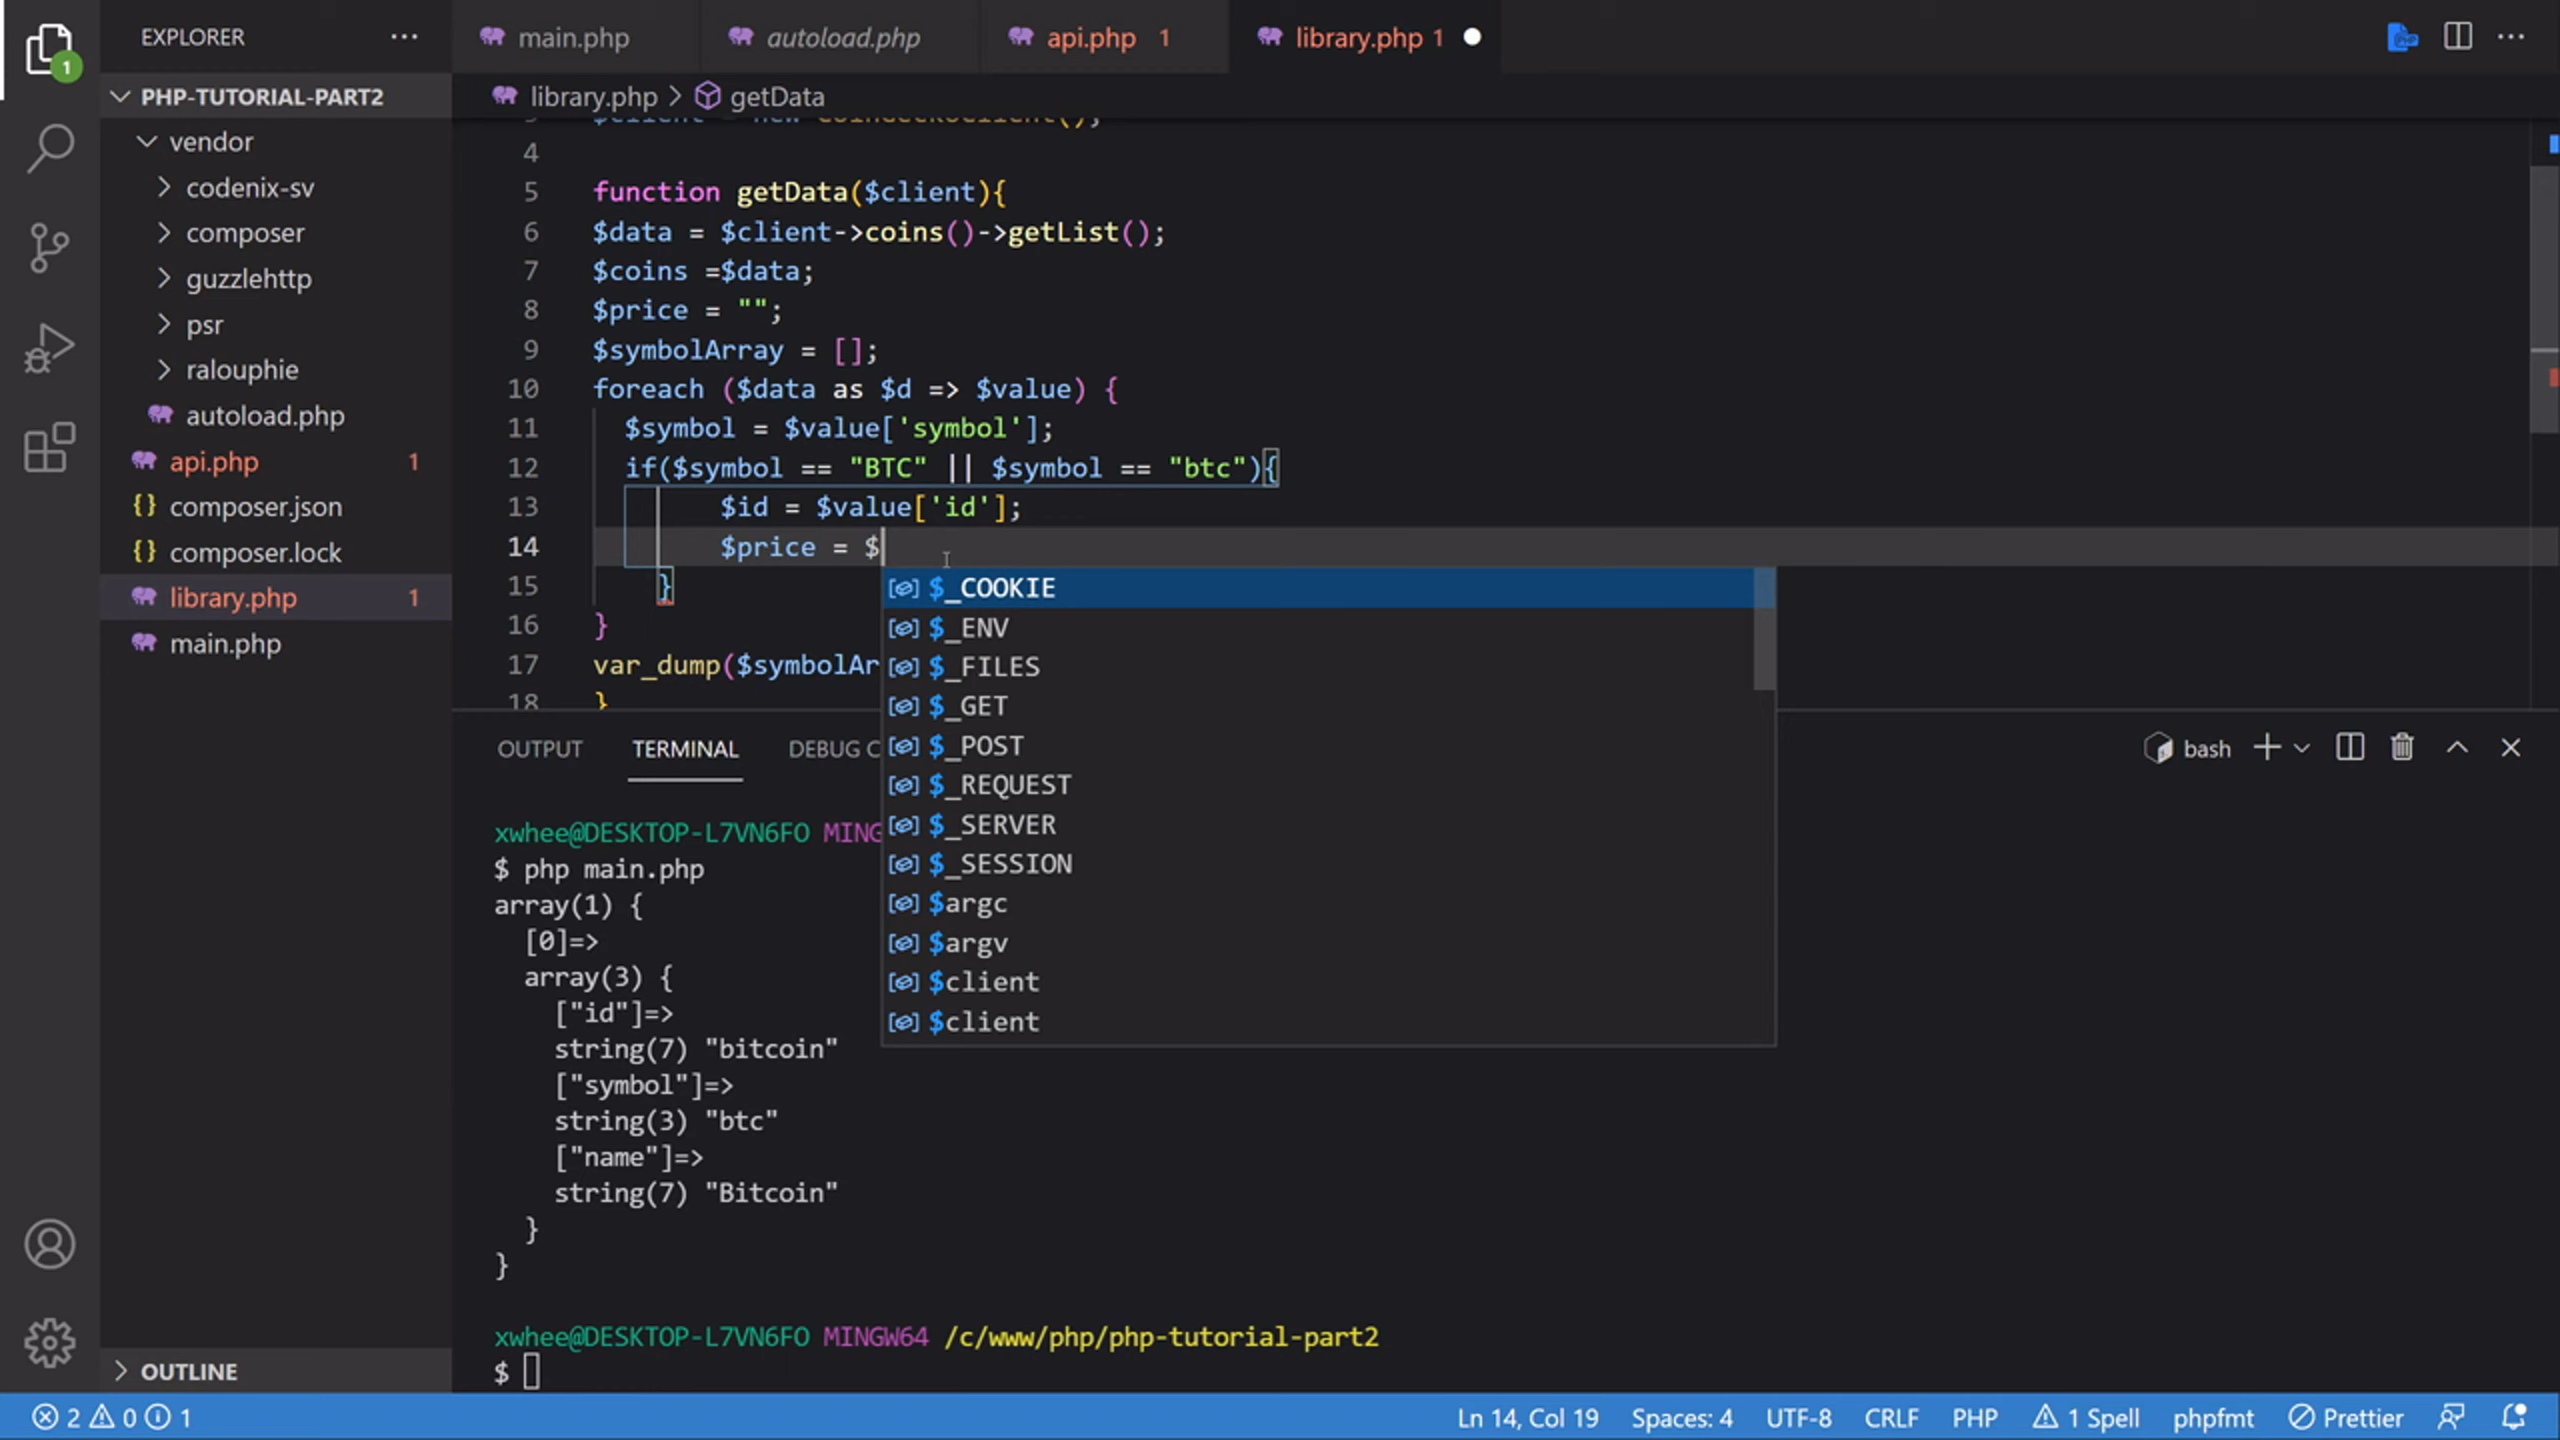 EXPLORER
main.php
autoload.php
api.php 1
library.php 1
PHP-TUTORIAL-PART2
vendor
codenix-sv
composer
guzzlehttp
psr
ralouphie
autoload.php
api.php 1
composer.json
composer.lock
library.php 1
main.php
OUTLINE
1
library.php > getData
4
5 function getData($client){
6 $data = $client->coins()->getList();
7 $coins =$data;
8 $price = "";
9 $symbolArray = [];
10 foreach ($data as $d => $value) {
11 $symbol = $value['symbol'];
12 if($symbol == "BTC" || $symbol == "btc"){
13 $id = $value['id'];
14 $price = $
15 }
16 }
17 var_dump($symbolAr
18 }
$_COOKIE
$_ENV
$_FILES
$_GET
$_POST
$_REQUEST
$_SERVER
$_SESSION
$argc
$argv
$client
$client
OUTPUT TERMINAL DEBUG C
bash
xwhee@DESKTOP-L7VN6FO MING
$ php main.php
array(1) {
[0]=>
array(3) {
["id"]=>
string(7) "bitcoin"
["symbol"]=>
string(3) "btc"
["name"]=>
string(7) "Bitcoin"
}
}
xwhee@DESKTOP-L7VN6FO MINGW64 /c/www/php/php-tutorial-part2
$
2 0 1
Ln 14, Col 19 Spaces: 4 UTF-8 CRLF PHP 1 Spell phpfmt Prettier